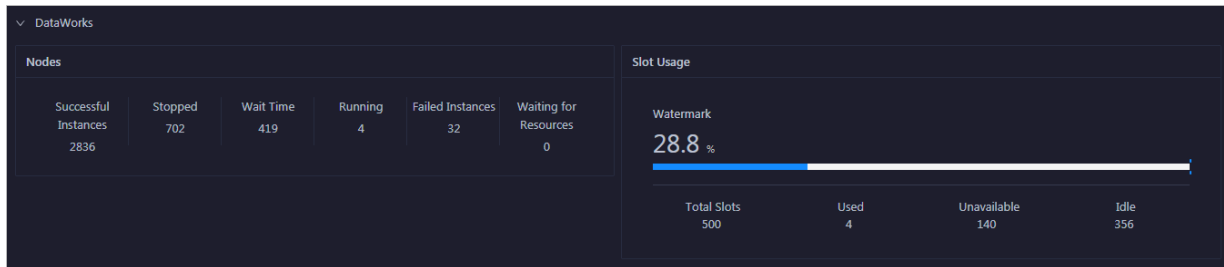 DataWorks
Nodes
Successful Instances
2836
Stopped
702
Wait Time
419
Running
4
Failed Instances
32
Waiting for Resources
0
Slot Usage
Watermark
28.8 %
Total Slots
500
Used
4
Unavailable
140
Idle
356